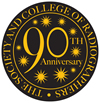 THE SOCIETY AND COLLEGE OF RADIOGRAPHERS
90TH
Anniversary